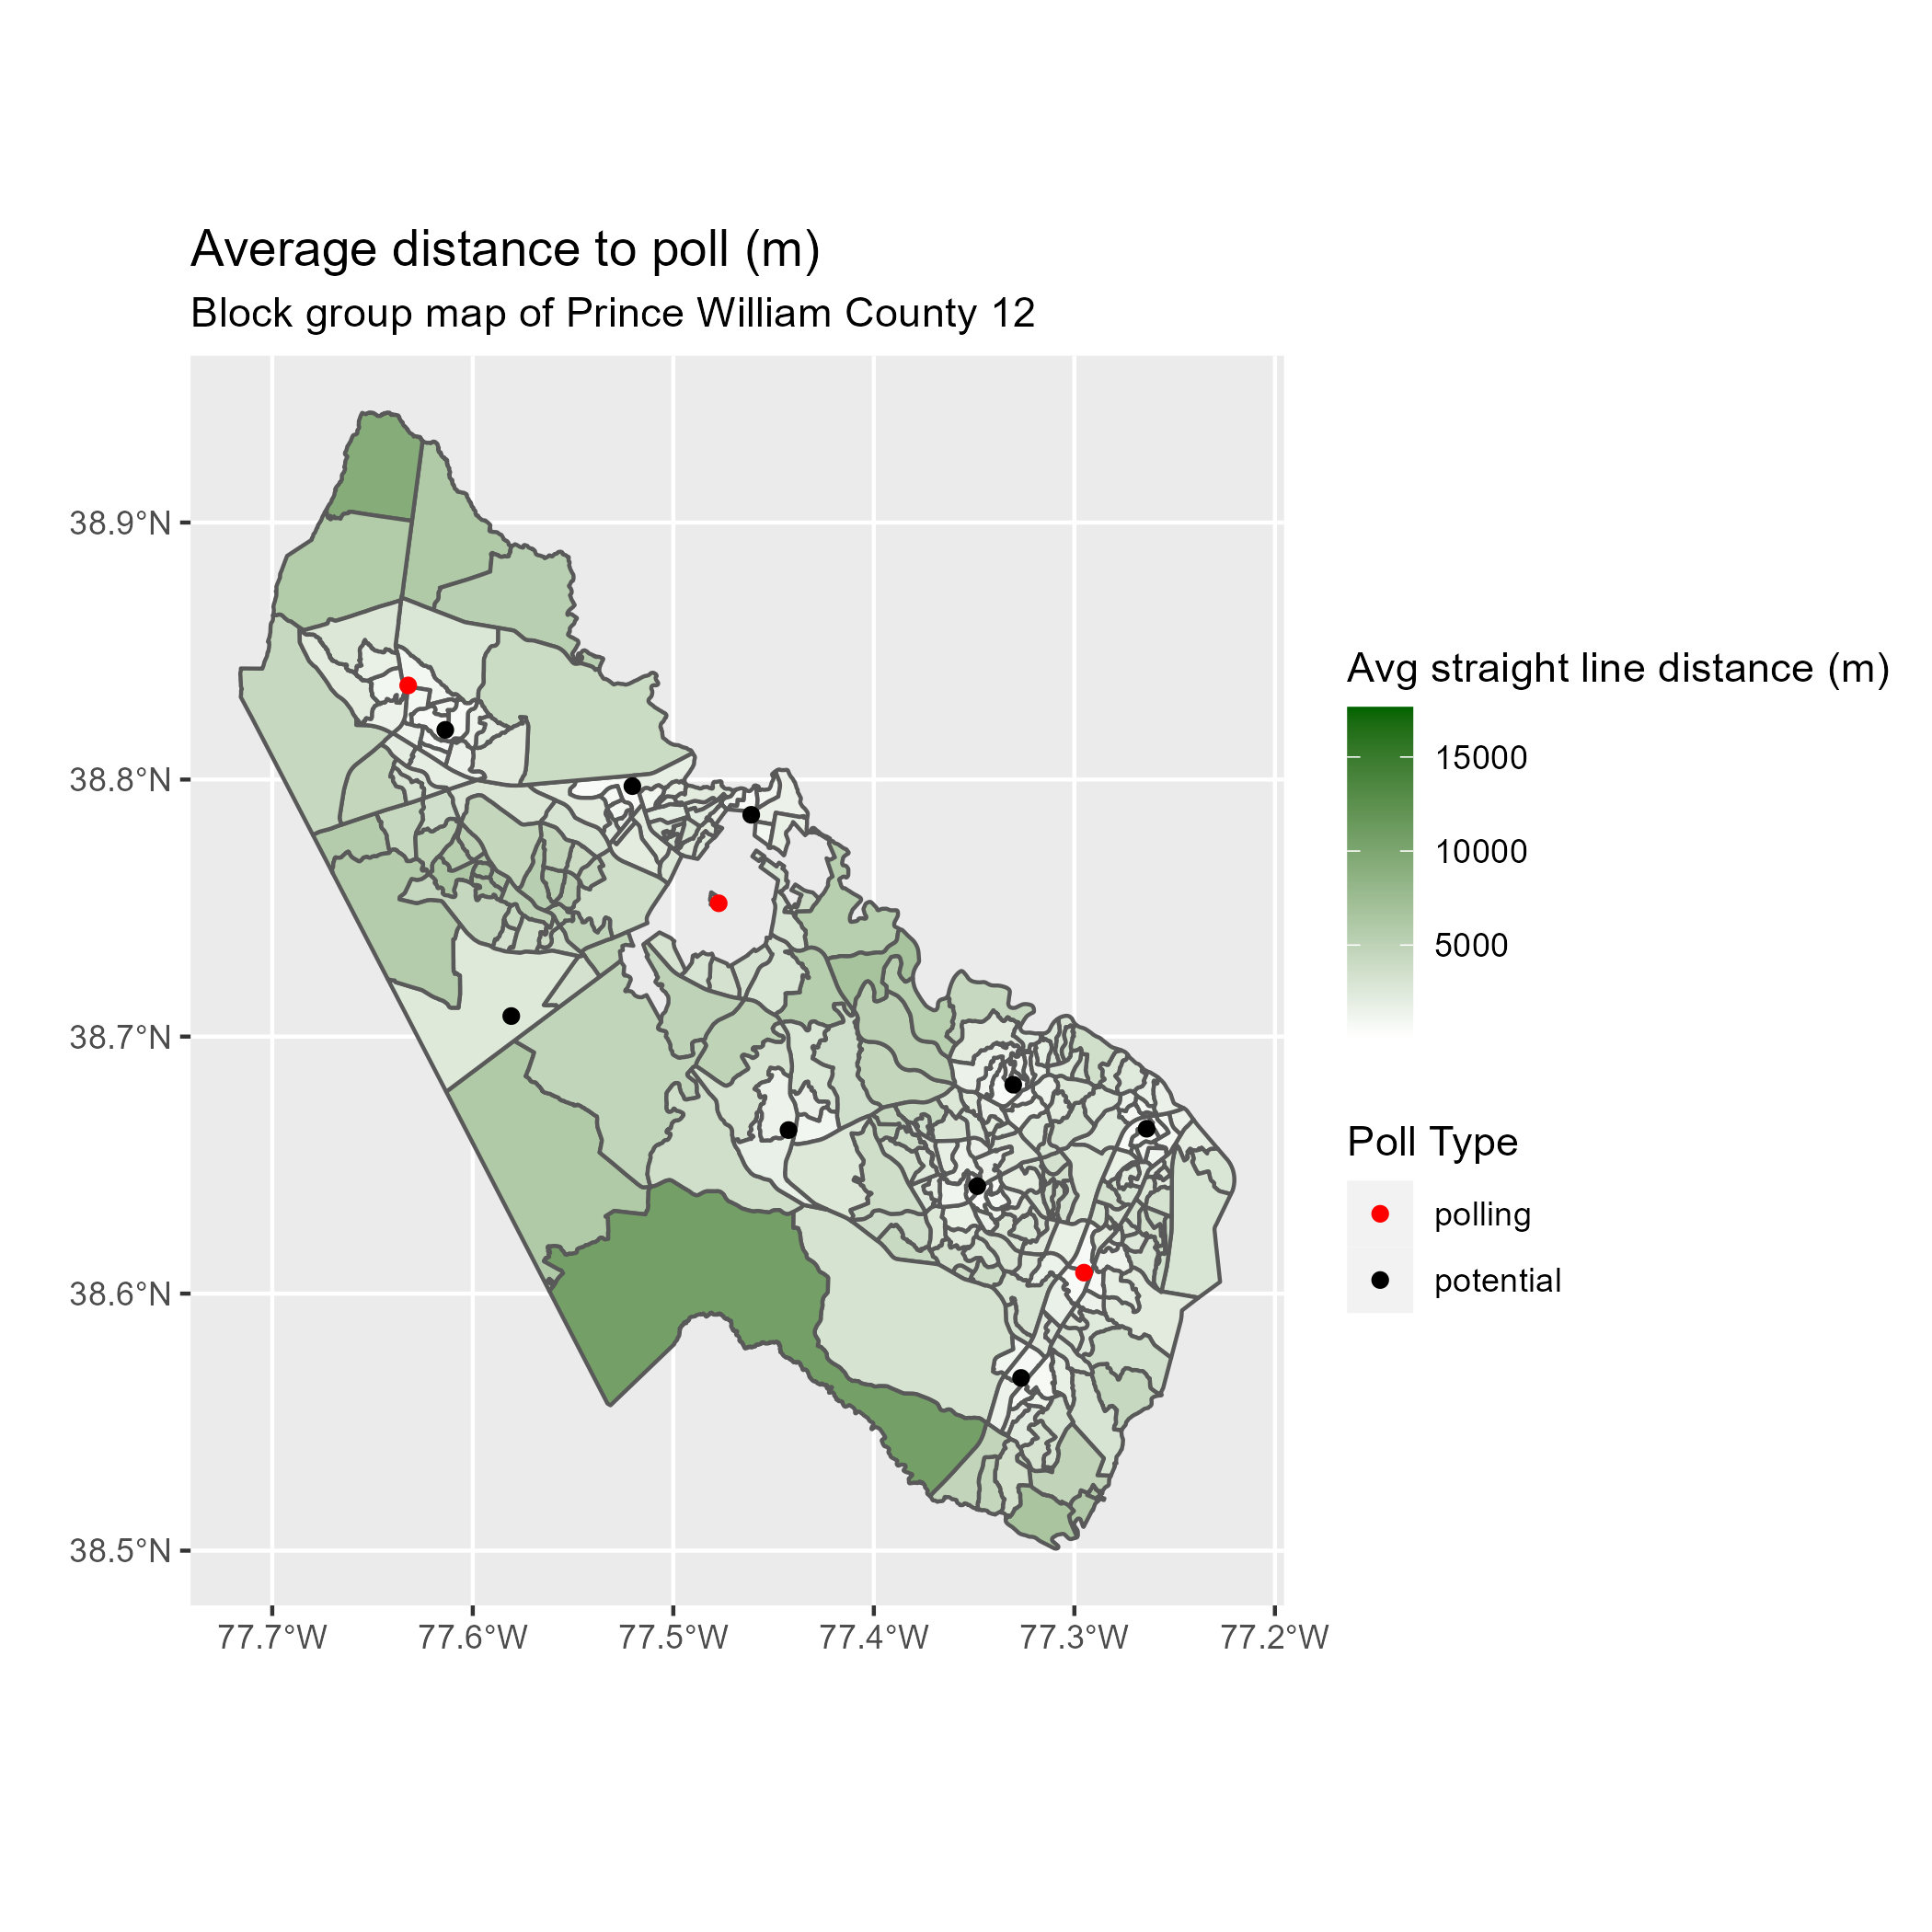 Average distance to poll (m)
Block group map of Prince William County 12
38.9°N
38.8°N
38.7°N
38.6°N
38.5°N
77.7°W 77.6°W 77.5°W 77.4°W 77.3°W 77.2°W
Avg straight line distance (m)
15000
10000
5000
Poll Type
polling
potential